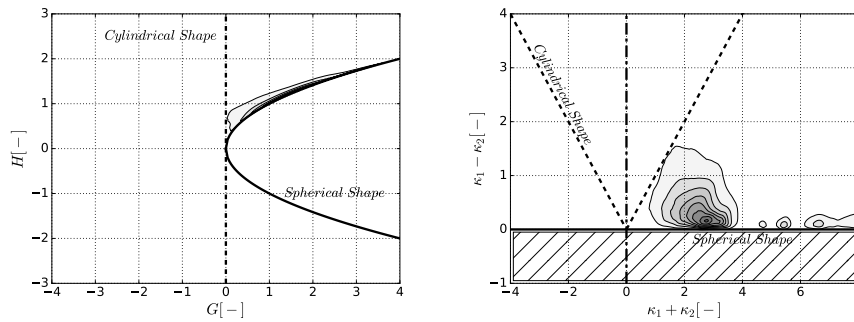 Cylindrical Shape
Spherical Shape
H[−]
3
2
1
0
−1
−2
−3
−4 −3 −2 −1 0 1 2 3 4
G[−]
Cylindrical Shape
Spherical Shape
κ₁ − κ₂[−]
4
3
2
1
0
−1
−4 −2 0 2 4 6 8
κ₁ + κ₂[−]